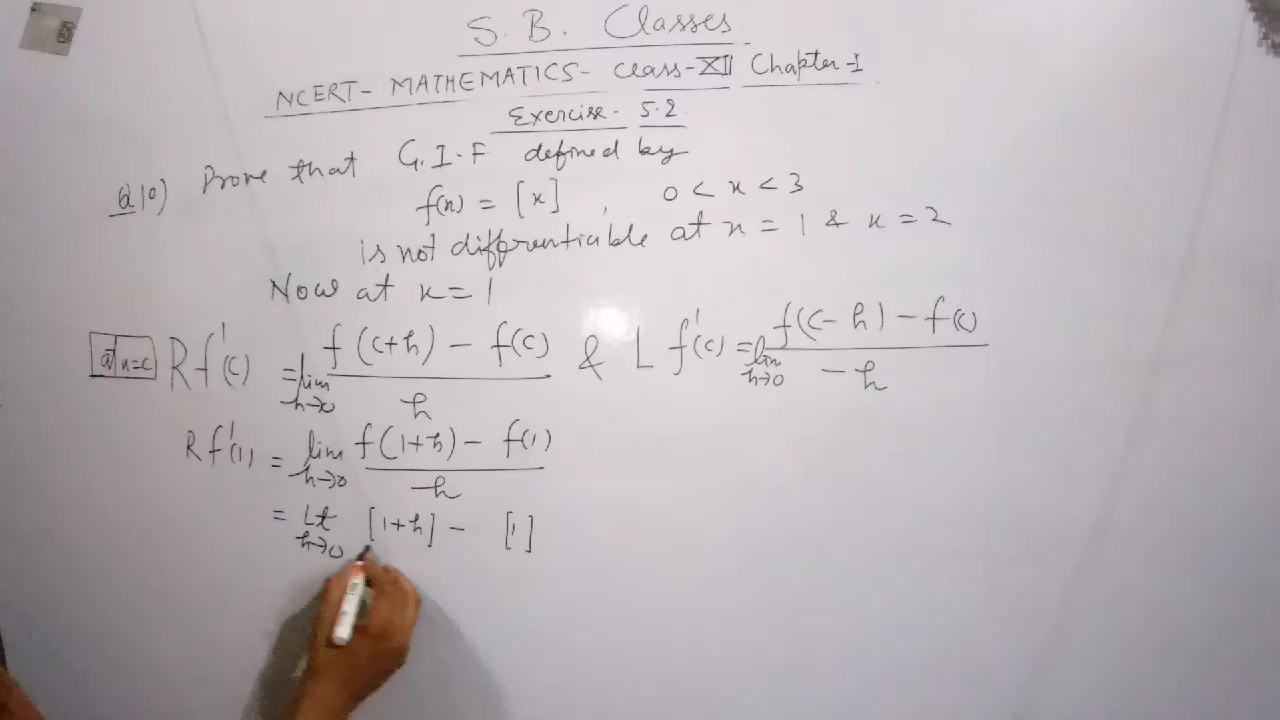 S. B. Classes
NCERT- MATHEMATICS- Class-XII Chapter-1
Exercise. 5.2
Q10) Prove that G.I.F defined by
f(x) = [x] , 0 < x < 3
is not differentiable at x = 1 & x = 2
Now at x = 1
at x=c Rf'(c) = lim h→0 f(c+h) - f(c) / h & Lf'(c) = lim h→0 f(c-h) - f(c) / -h
Rf'(1) = lim h→0 f(1+h) - f(1) / h
= Lt h→0 [1+h] - [1]